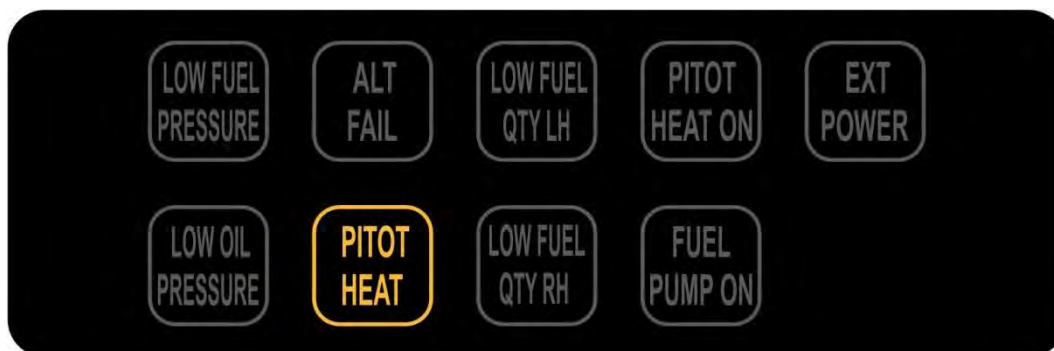 LOW FUEL
PRESSURE
ALT
FAIL
LOW FUEL
QTY LH
PITOT
HEAT ON
EXT
POWER
LOW OIL
PRESSURE
PITOT
HEAT
LOW FUEL
QTY RH
FUEL
PUMP ON